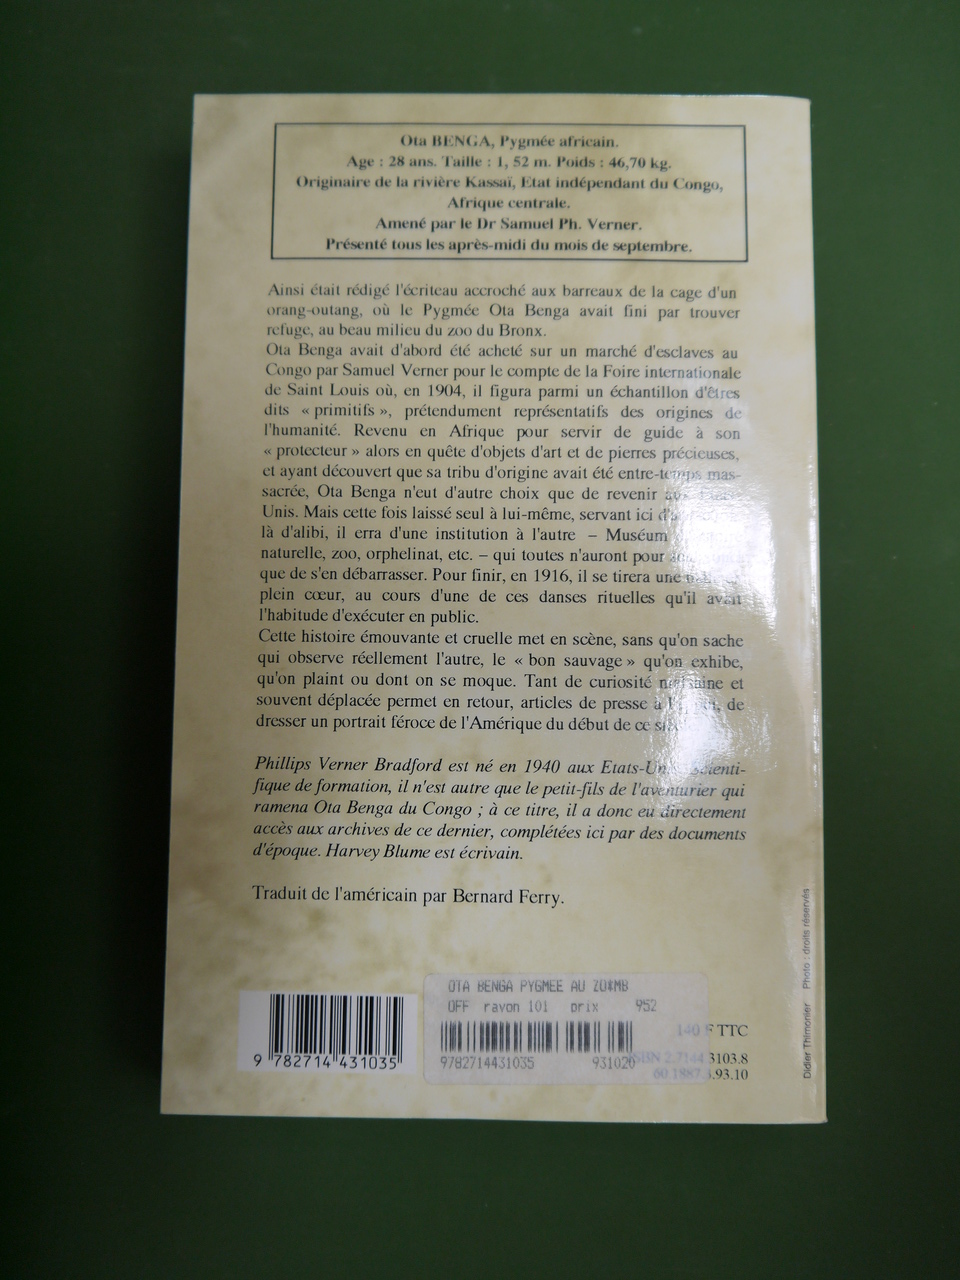 Ota BENGA, Pygmée africain.
Age : 28 ans. Taille : 1, 52 m. Poids : 46,70 kg.
Originaire de la rivière Kassaï, Etat indépendant du Congo,
Afrique centrale.
Amené par le Dr Samuel Ph. Verner.
Présenté tous les après-midi du mois de septembre.
Ainsi était rédigé l'écriteau accroché aux barreaux de la cage d'un
orang-outang, où le Pygmée Ota Benga avait fini par trouver
refuge, au beau milieu du zoo du Bronx.
Ota Benga avait d'abord été acheté sur un marché d'esclaves au
Congo par Samuel Verner pour le compte de la Foire internationale
de Saint Louis où, en 1904, il figura parmi un échantillon d'êtres
dits « primitifs », prétendument représentatifs des origines de
l'humanité. Revenu en Afrique pour servir de guide à son
« protecteur » alors en quête d'objets d'art et de pierres précieuses,
et ayant découvert que sa tribu d'origine avait été entre-temps mas-
sacrée, Ota Benga n'eut d'autre choix que de revenir aux
Unis. Mais cette fois laissé seul à lui-même, servant ici
là d'alibi, il erra d'une institution à l'autre – Muséum
naturelle, zoo, orphelinat, etc. – qui toutes n'auront pour
que de s'en débarrasser. Pour finir, en 1916, il se tirera une
plein cœur, au cours d'une de ces danses rituelles qu'il avait
l'habitude d'exécuter en public.
Cette histoire émouvante et cruelle met en scène, sans qu'on sache
qui observe réellement l'autre, le « bon sauvage » qu'on exhibe,
qu'on plaint ou dont on se moque. Tant de curiosité malsaine et
souvent déplacée permet en retour, articles de presse à de
dresser un portrait féroce de l'Amérique du début de ce
Phillips Verner Bradford est né en 1940 aux Etats-Unis. Scienti-
fique de formation, il n'est autre que le petit-fils de l'aventurier qui
ramena Ota Benga du Congo ; à ce titre, il a donc eu directement
accès aux archives de ce dernier, complétées ici par des documents
d'époque. Harvey Blume est écrivain.
Traduit de l'américain par Bernard Ferry.
OTA BENGA PYGMEE AU ZO*MB
OFF rayon 101 prix 952
9782714431035 931020
9 782714 431035
140 F TTC
ISBN 2.7144.3103.8
.93.10
Didier Thimonier Photo : droits réservés